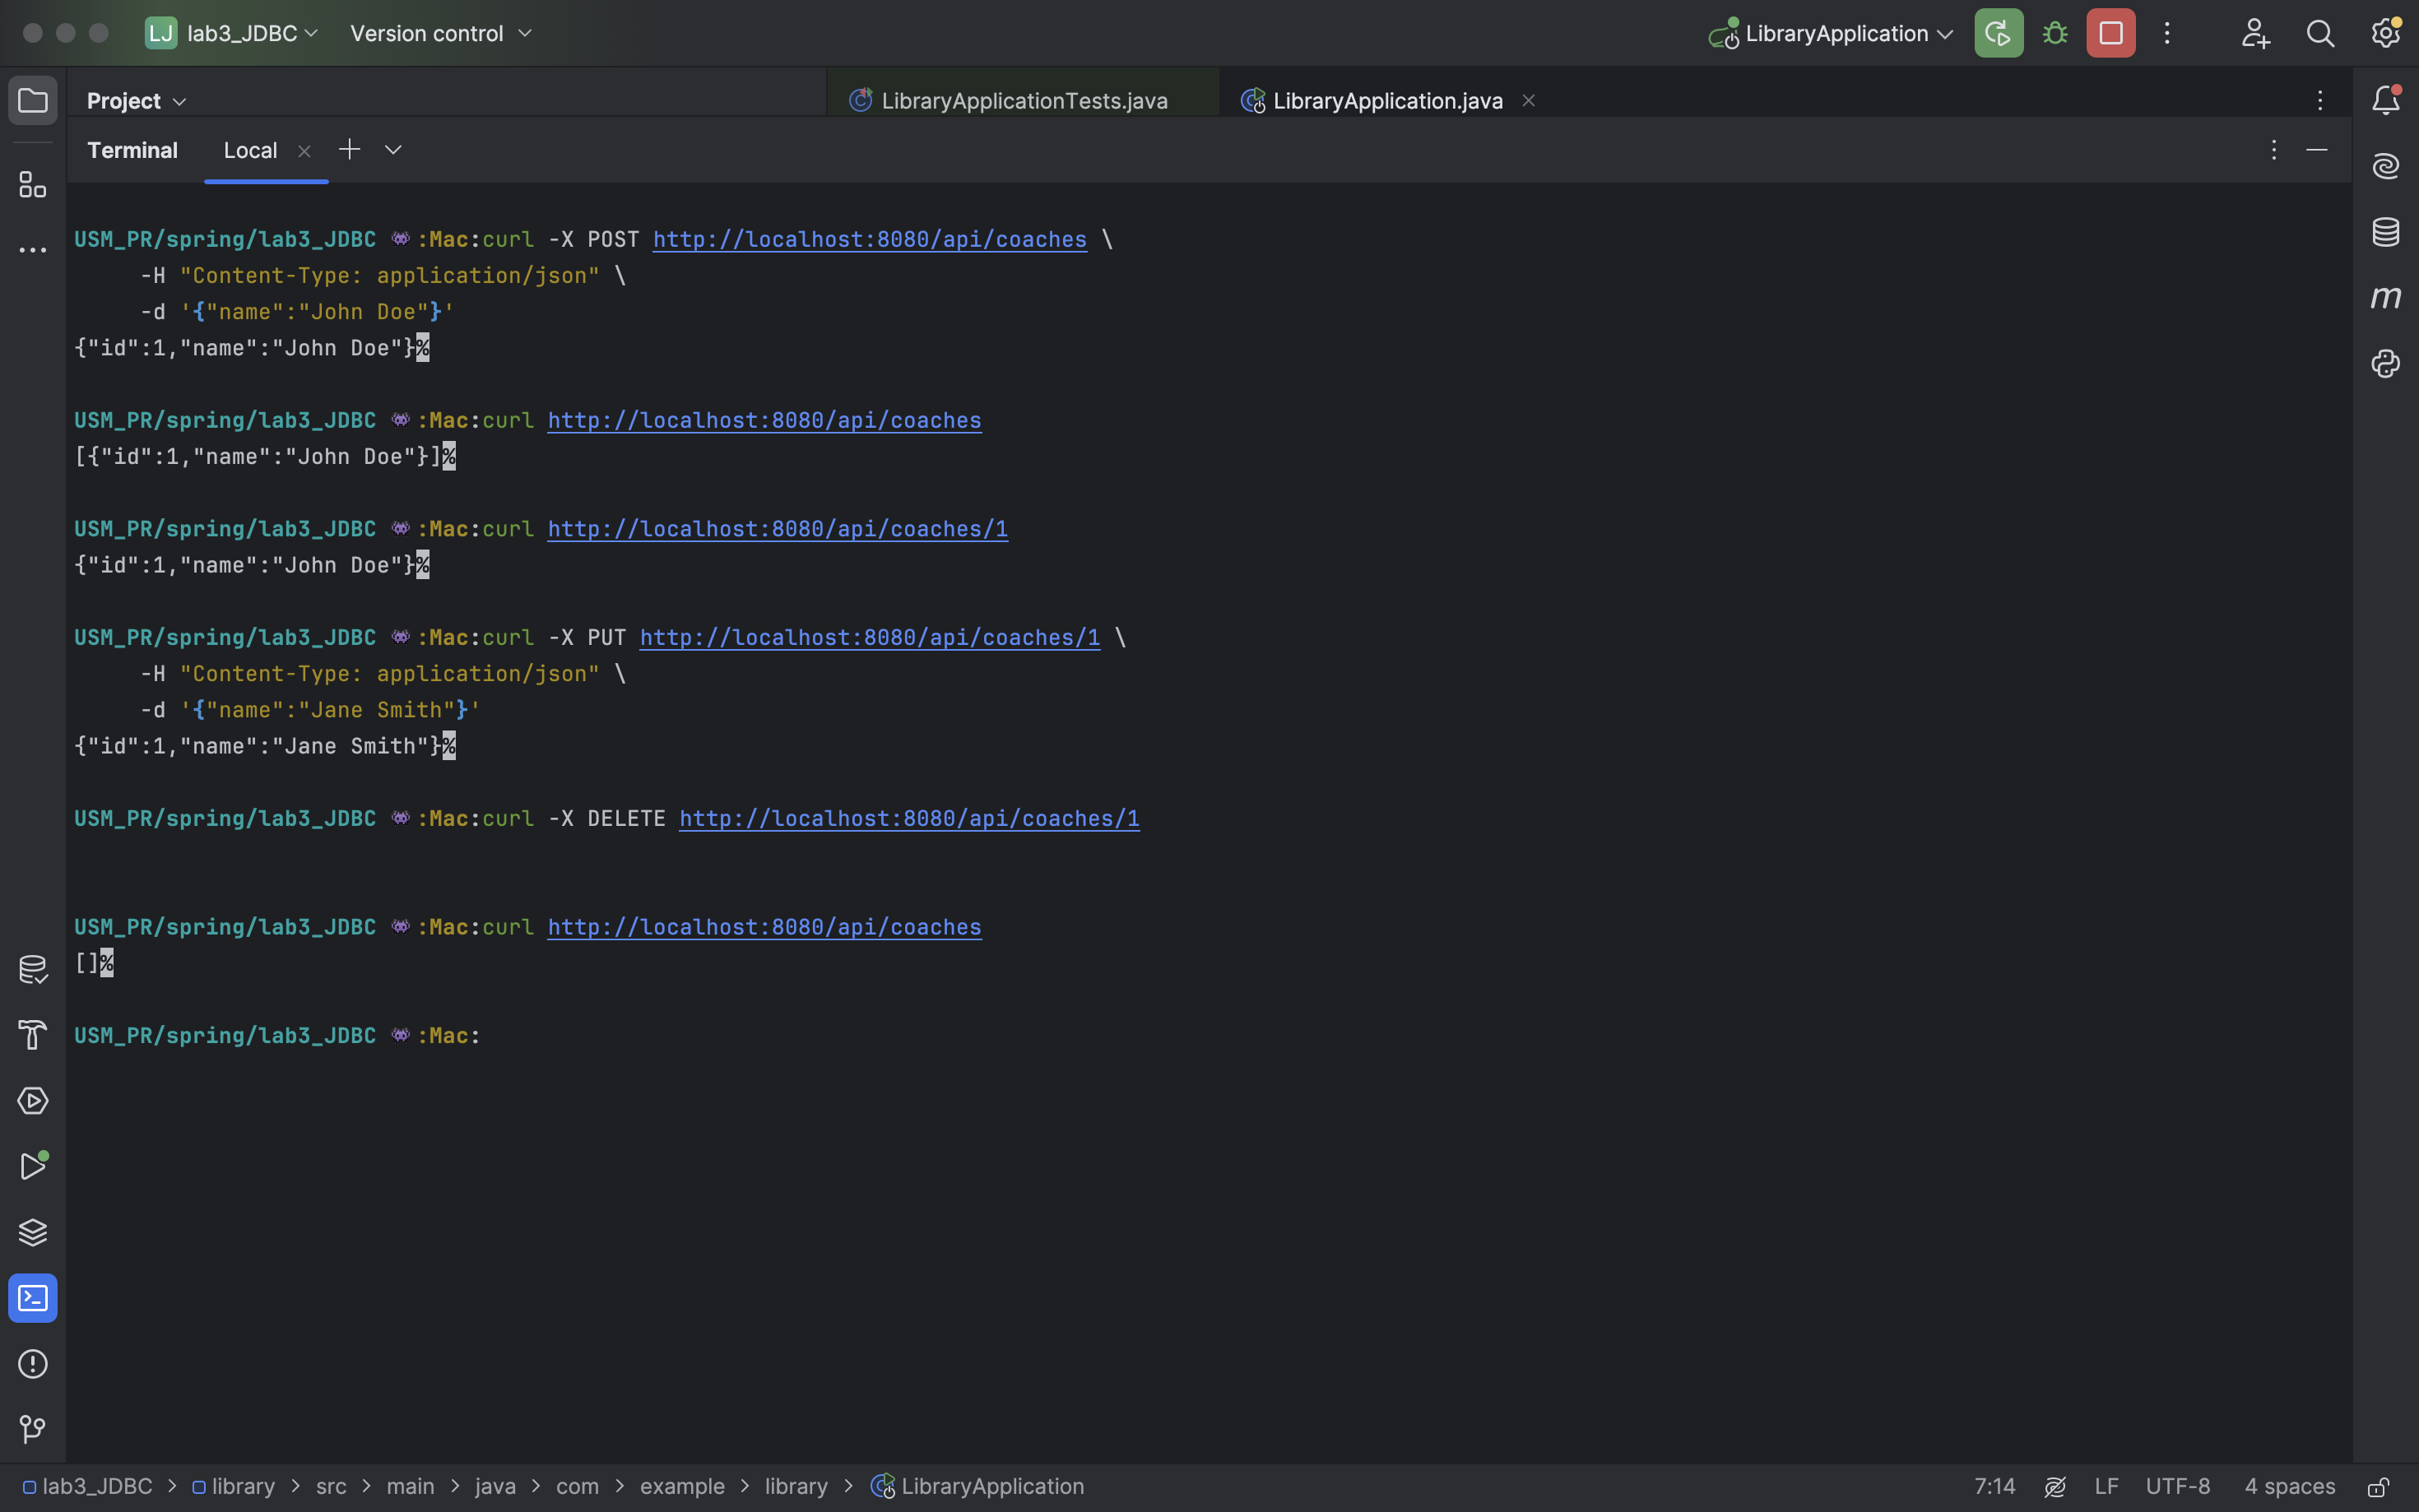 LJ lab3_JDBC Version control LibraryApplication
Project LibraryApplicationTests.java LibraryApplication.java
Terminal Local
USM_PR/spring/lab3_JDBC 👾:Mac:curl -X POST http://localhost:8080/api/coaches \
-H "Content-Type: application/json" \
-d '{"name":"John Doe"}'
{"id":1,"name":"John Doe"}%
USM_PR/spring/lab3_JDBC 👾:Mac:curl http://localhost:8080/api/coaches
[{"id":1,"name":"John Doe"}]%
USM_PR/spring/lab3_JDBC 👾:Mac:curl http://localhost:8080/api/coaches/1
{"id":1,"name":"John Doe"}%
USM_PR/spring/lab3_JDBC 👾:Mac:curl -X PUT http://localhost:8080/api/coaches/1 \
-H "Content-Type: application/json" \
-d '{"name":"Jane Smith"}'
{"id":1,"name":"Jane Smith"}%
USM_PR/spring/lab3_JDBC 👾:Mac:curl -X DELETE http://localhost:8080/api/coaches/1
USM_PR/spring/lab3_JDBC 👾:Mac:curl http://localhost:8080/api/coaches
[]%
USM_PR/spring/lab3_JDBC 👾:Mac:
lab3_JDBC > library > src > main > java > com > example > library > LibraryApplication 7:14 LF UTF-8 4 spaces